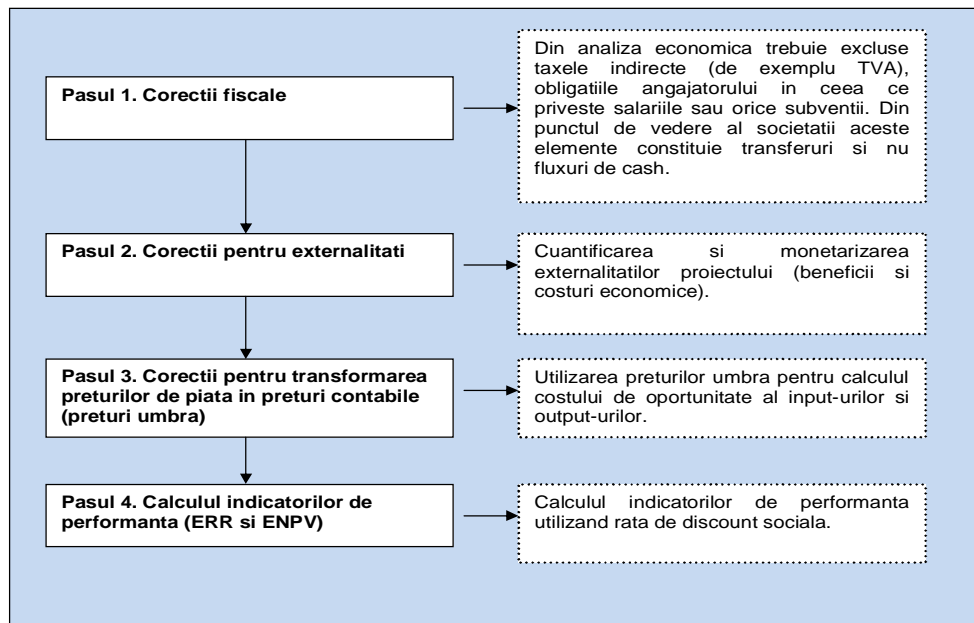 Pasul 1. Corectii fiscale
Din analiza economica trebuie excluse
taxele indirecte (de exemplu TVA),
obligatiile angajatorului in ceea ce
priveste salariile sau orice subventii. Din
punctul de vedere al societatii aceste
elemente constituie transferuri si nu
fluxuri de cash.
Pasul 2. Corectii pentru externalitati
Cuantificarea si monetarizarea
externalitatilor proiectului (beneficii si
costuri economice).
Pasul 3. Corectii pentru transformarea
preturilor de piata in preturi contabile
(preturi umbra)
Utilizarea preturilor umbra pentru calculul
costului de oportunitate al input-urilor si
output-urilor.
Pasul 4. Calculul indicatorilor de
performanta (ERR si ENPV)
Calculul indicatorilor de performanta
utilizand rata de discount sociala.